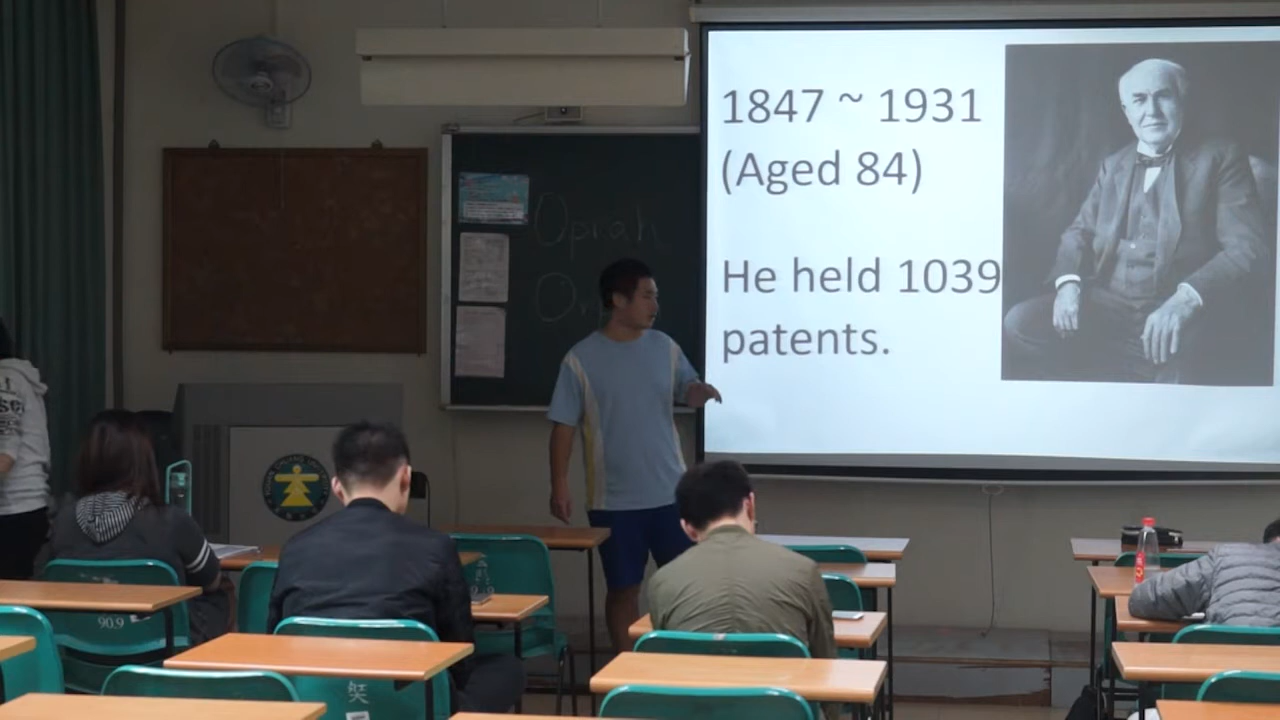 1847 ~ 1931
(Aged 84)
He held 1039
patents.
Oprah
90.9